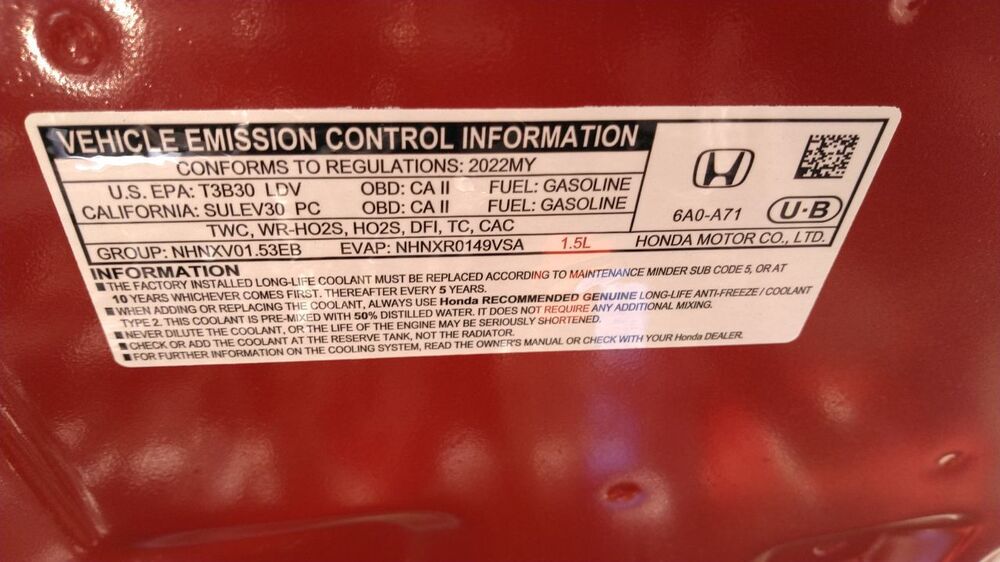 VEHICLE EMISSION CONTROL INFORMATION
CONFORMS TO REGULATIONS: 2022MY
U.S. EPA: T3B30 LDV OBD: CA II FUEL: GASOLINE
CALIFORNIA: SULEV30 PC OBD: CA II FUEL: GASOLINE
TWC, WR-HO2S, HO2S, DFI, TC, CAC
6A0-A71 U·B
GROUP: NHNXV01.53EB EVAP: NHNXR0149VSA 1.5L HONDA MOTOR CO., LTD.
INFORMATION
■THE FACTORY INSTALLED LONG-LIFE COOLANT MUST BE REPLACED ACCORDING TO MAINTENANCE MINDER SUB CODE 5, OR AT
10 YEARS WHICHEVER COMES FIRST. THEREAFTER EVERY 5 YEARS.
■WHEN ADDING OR REPLACING THE COOLANT, ALWAYS USE Honda RECOMMENDED GENUINE LONG-LIFE ANTI-FREEZE / COOLANT
TYPE 2. THIS COOLANT IS PRE-MIXED WITH 50% DISTILLED WATER. IT DOES NOT REQUIRE ANY ADDITIONAL MIXING.
■NEVER DILUTE THE COOLANT, OR THE LIFE OF THE ENGINE MAY BE SERIOUSLY SHORTENED.
■CHECK OR ADD THE COOLANT AT THE RESERVE TANK, NOT THE RADIATOR.
■FOR FURTHER INFORMATION ON THE COOLING SYSTEM, READ THE OWNER'S MANUAL OR CHECK WITH YOUR Honda DEALER.